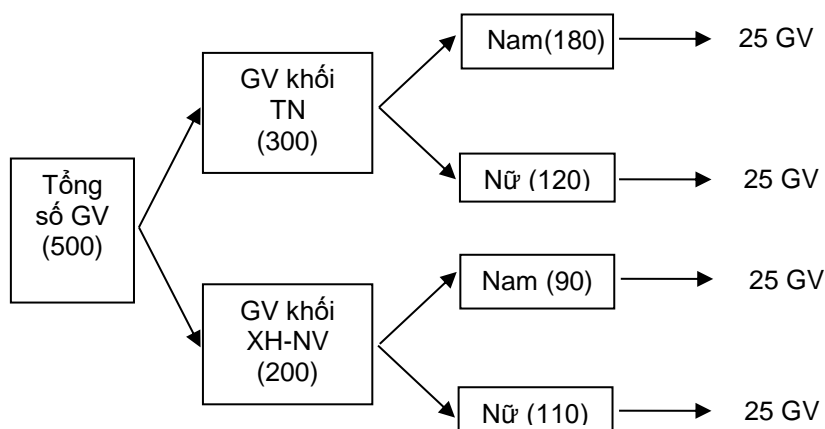 Tổng
số GV
(500)
GV khối
TN
(300)
Nam(180)
25 GV
Nữ (120)
25 GV
GV khối
XH-NV
(200)
Nam (90)
25 GV
Nữ (110)
25 GV